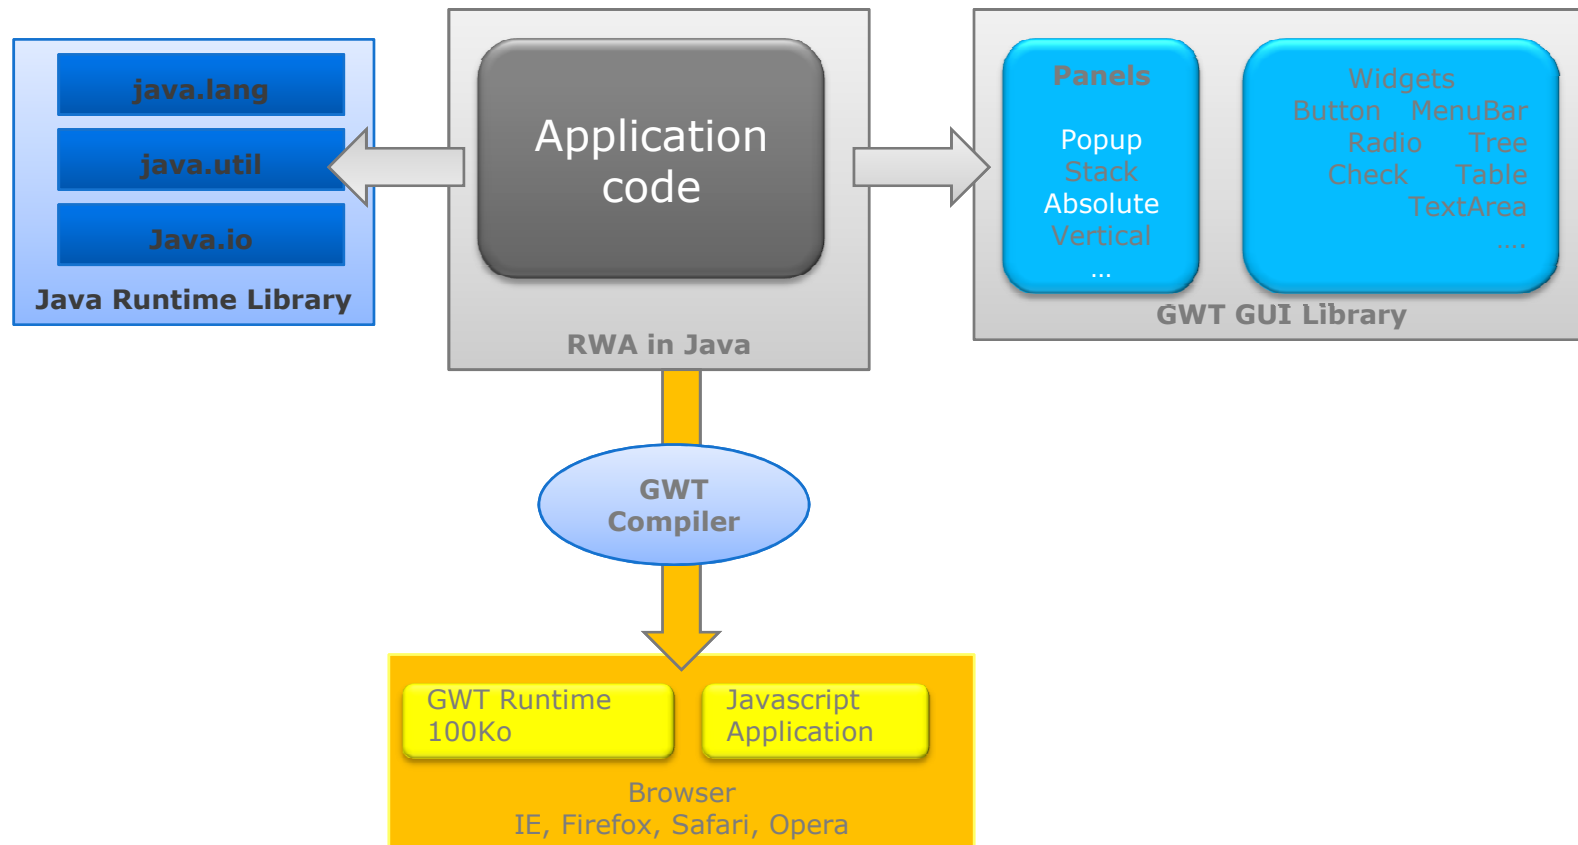 java.lang
java.util
Java.io
Java Runtime Library
Application
code
RWA in Java
Panels
Popup
Stack
Absolute
Vertical
...
Widgets
Button MenuBar
Radio Tree
Check Table
TextArea
....
GWT GUI Library
GWT
Compiler
GWT Runtime
100Ko
Javascript
Application
Browser
IE, Firefox, Safari, Opera